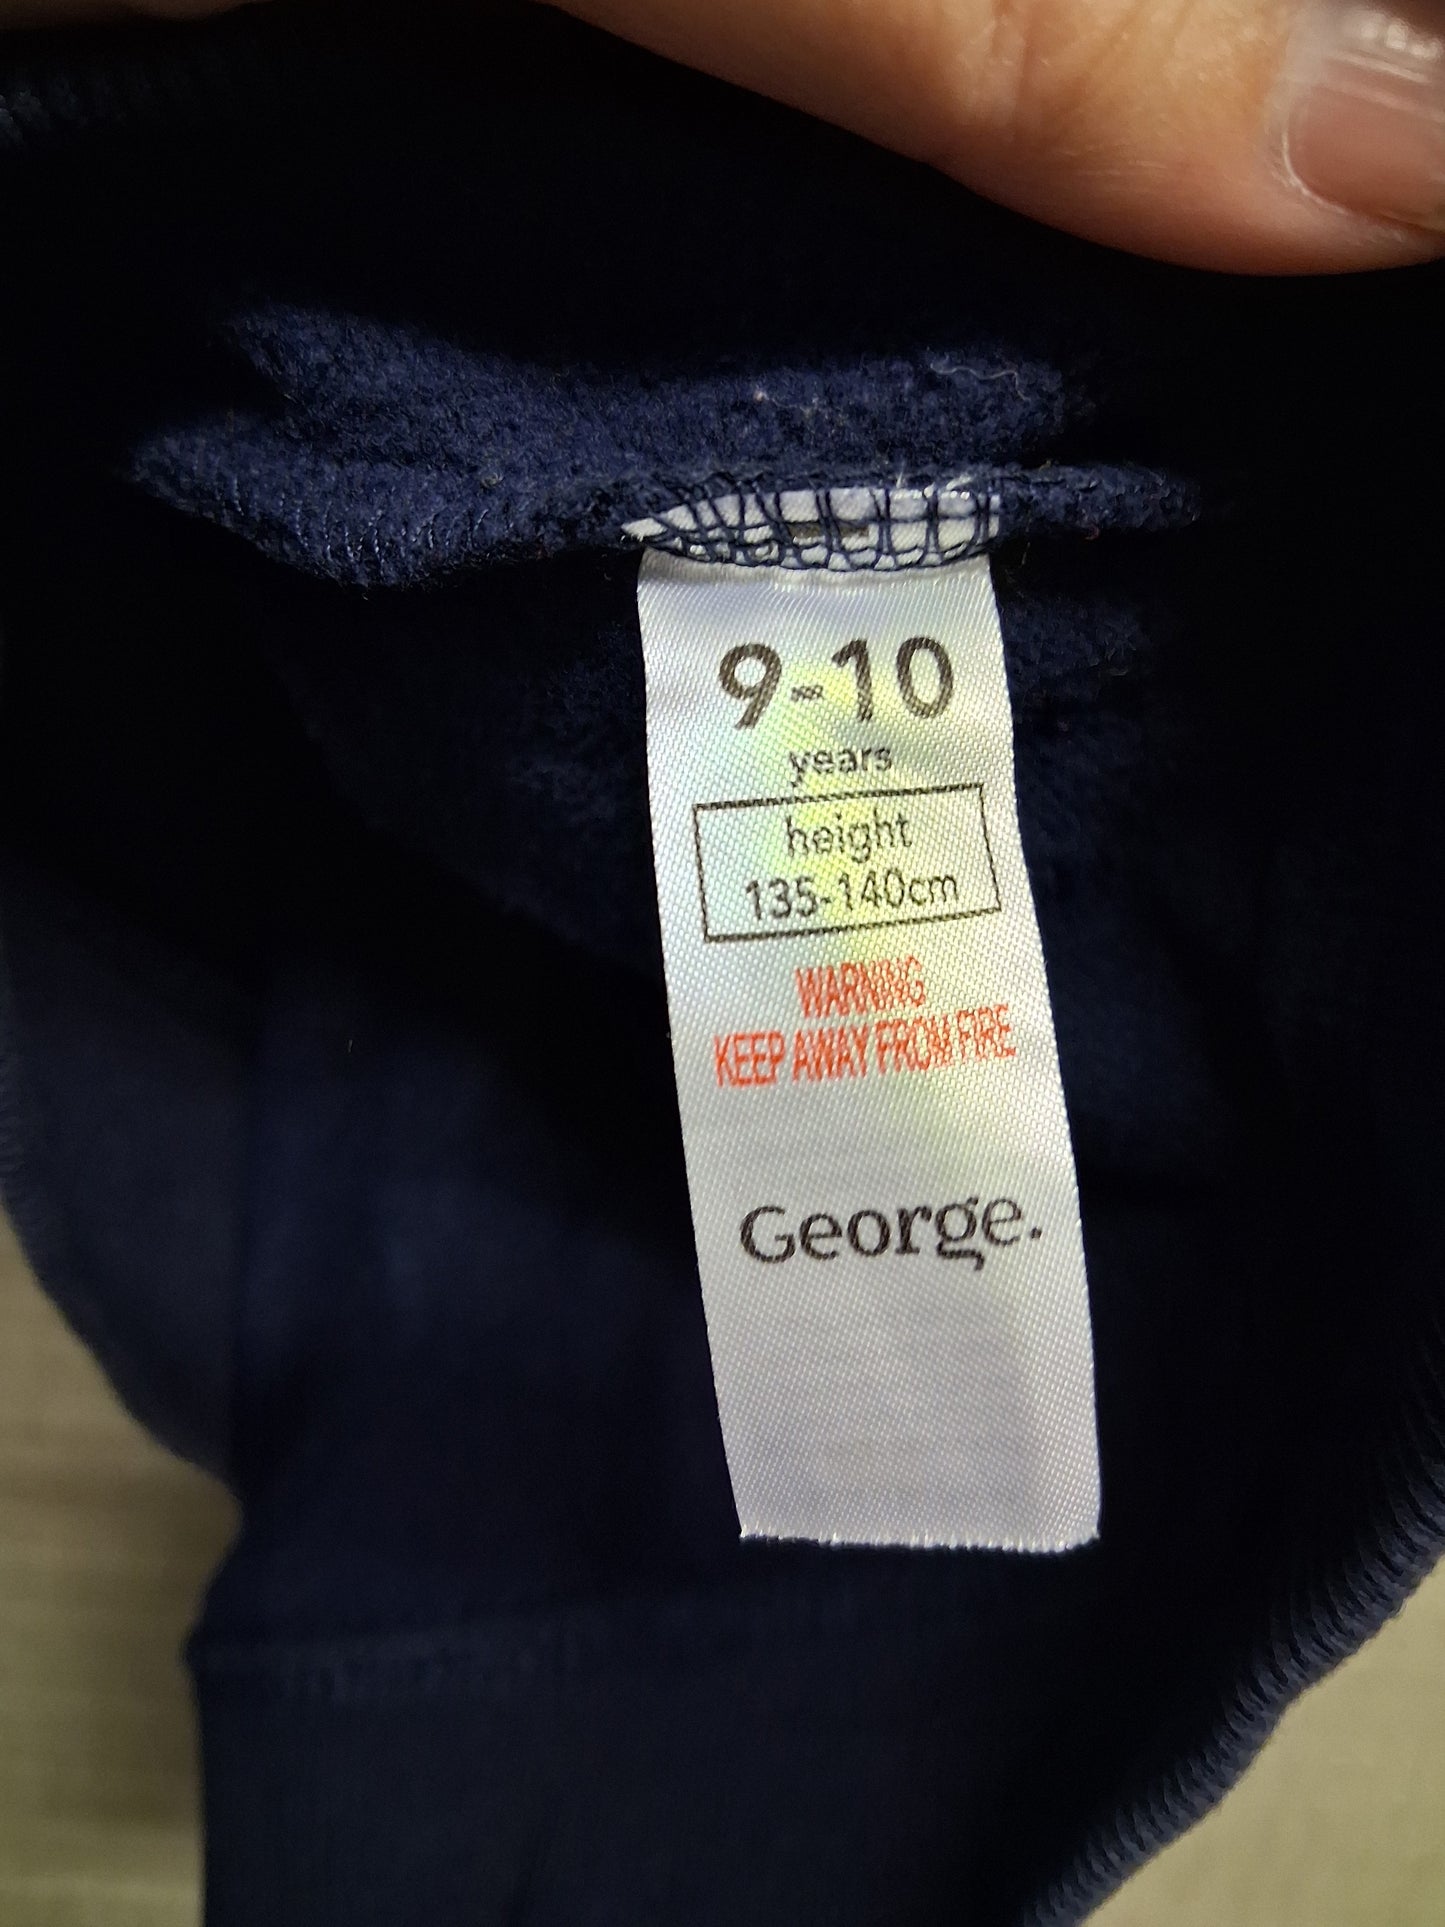 9-10
years
height
135-140cm
WARNING
KEEP AWAY FROM FIRE
George.